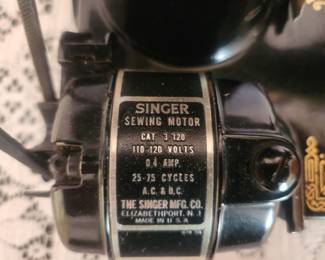 SINGER
SEWING MOTOR
CAT 3-120
110-120 VOLTS
0.4 AMP.
25-75 CYCLES
A.C. & D.C.
THE SINGER MFG. CO.
ELIZABETHPORT, N. J.
MADE IN U S A